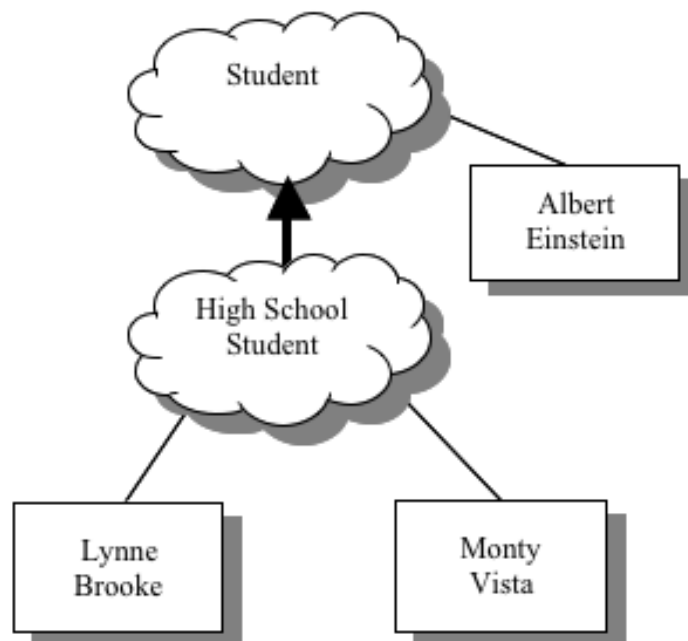 Student
Albert
Einstein
High School
Student
Lynne
Brooke
Monty
Vista